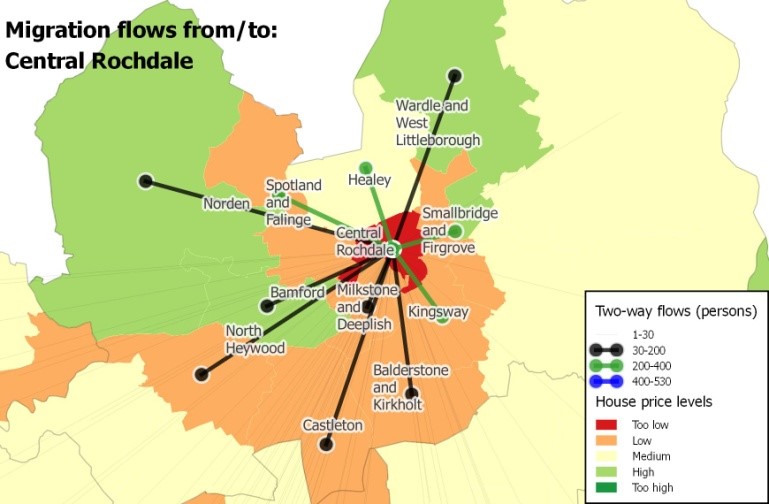 Migration flows from/to:
Central Rochdale
Wardle and
West
Littleborough
Healey
Spotland
and
Falinge
Norden
Smallbridge
and
Firgrove
Central
Rochdale
Bamford
Milkstone
and
Deeplish
Kingsway
North
Heywood
Balderstone
and
Kirkholt
Castleton
Two-way flows (persons)
1-30
30-200
200-400
400-530
House price levels
Too low
Low
Medium
High
Too high